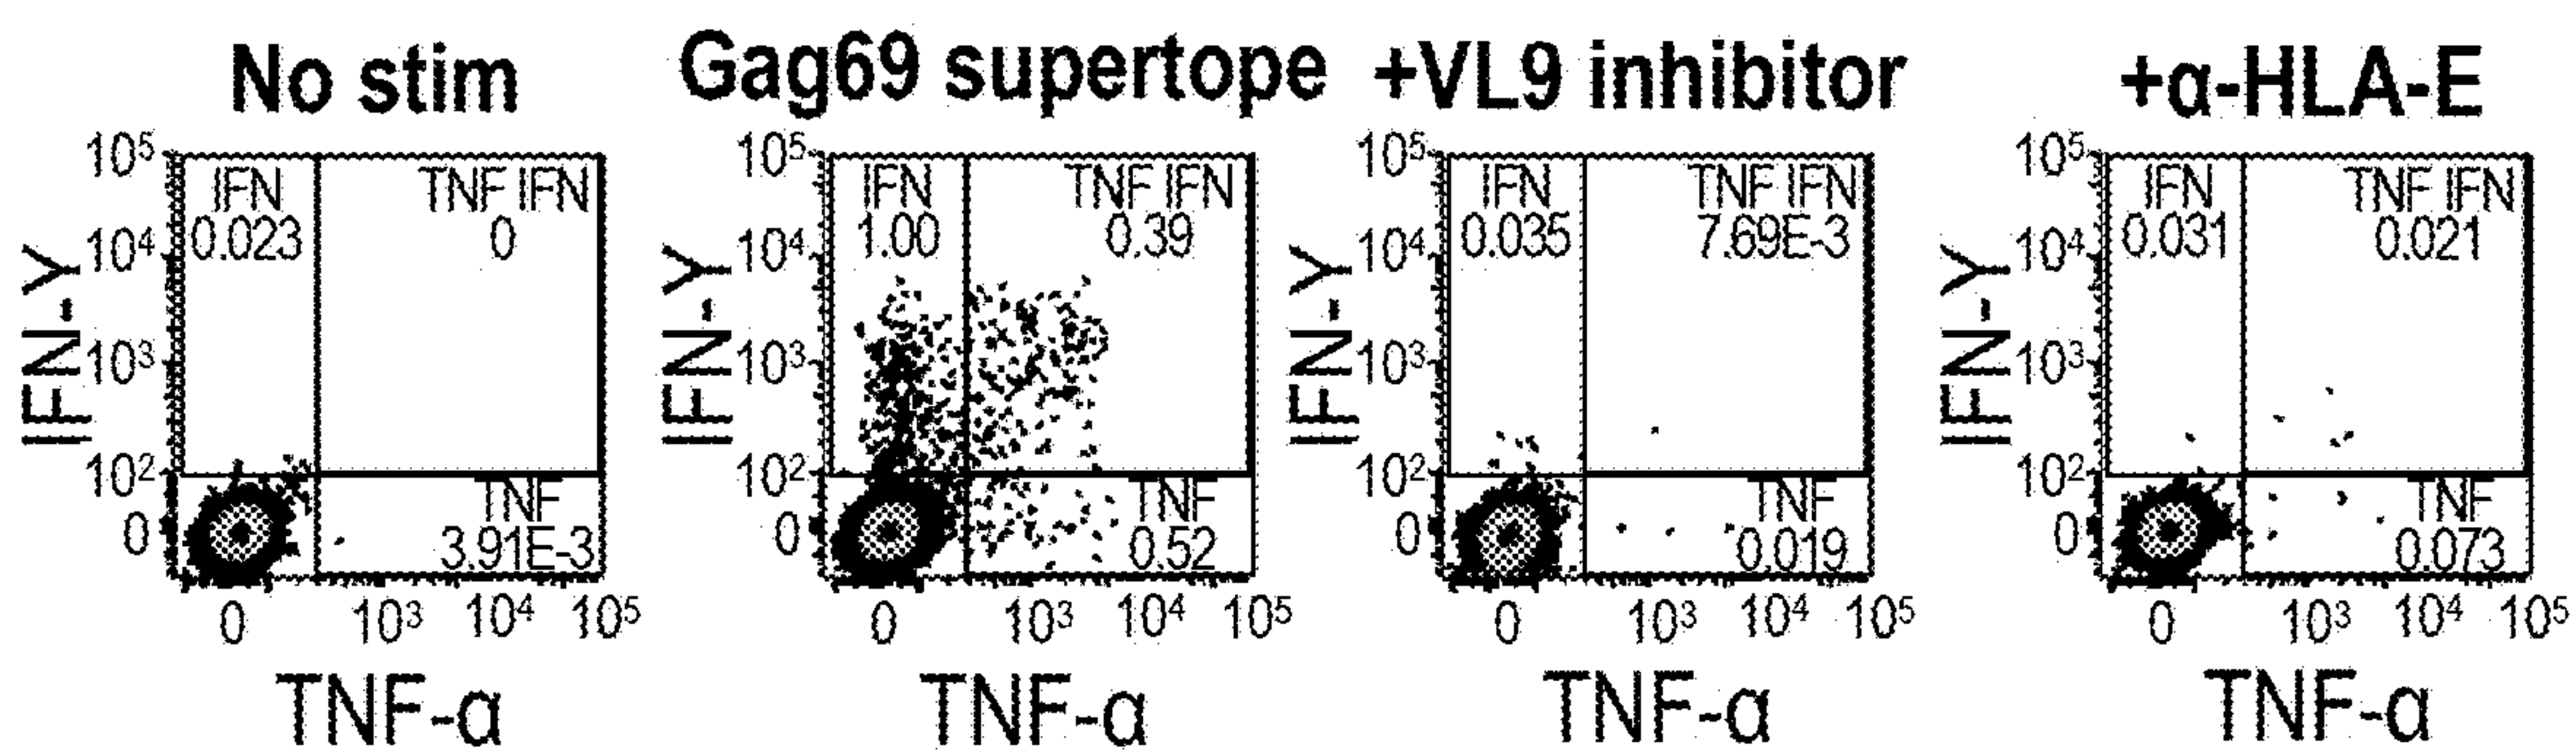 No stim
Gag69 supertope
+VL9 inhibitor
+α-HLA-E
IFN-Y
10⁵
10⁴
10³
10²
0
IFN
0.023
TNF IFN
0
TNF
3.91E-3
0
10³
10⁴
10⁵
TNF-α
IFN-Y
10⁵
10⁴
10³
10²
0
IFN
1.00
TNF IFN
0.39
TNF
0.52
0
10³
10⁴
10⁵
TNF-α
IFN-Y
10⁵
10⁴
10³
10²
0
IFN
0.035
TNF IFN
7.69E-3
TNF
0.019
0
10³
10⁴
10⁵
TNF-α
IFN-Y
10⁵
10⁴
10³
10²
0
IFN
0.031
TNF IFN
0.021
TNF
0.073
0
10³
10⁴
10⁵
TNF-α